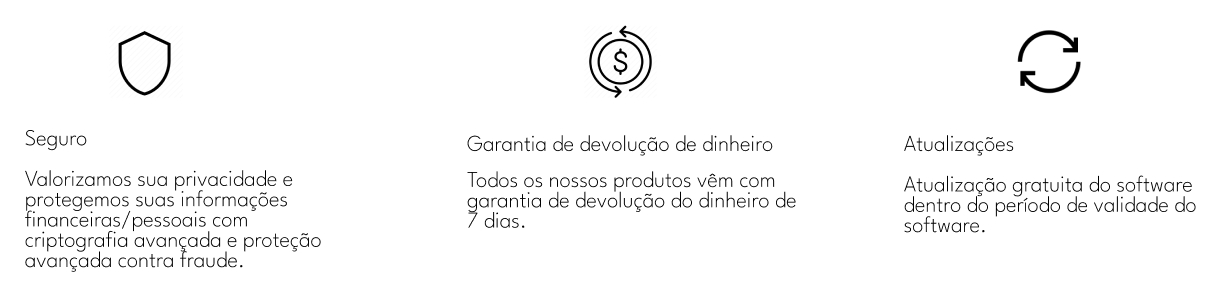 $
Seguro
Valorizamos sua privacidade e
protegemos suas informações
financeiras/pessoais com
criptografia avançada e proteção
avançada contra fraude.
Garantia de devolução de dinheiro
Todos os nossos produtos vêm com
garantia de devolução do dinheiro de
7 dias.
Atualizações
Atualização gratuita do software
dentro do período de validade do
software.